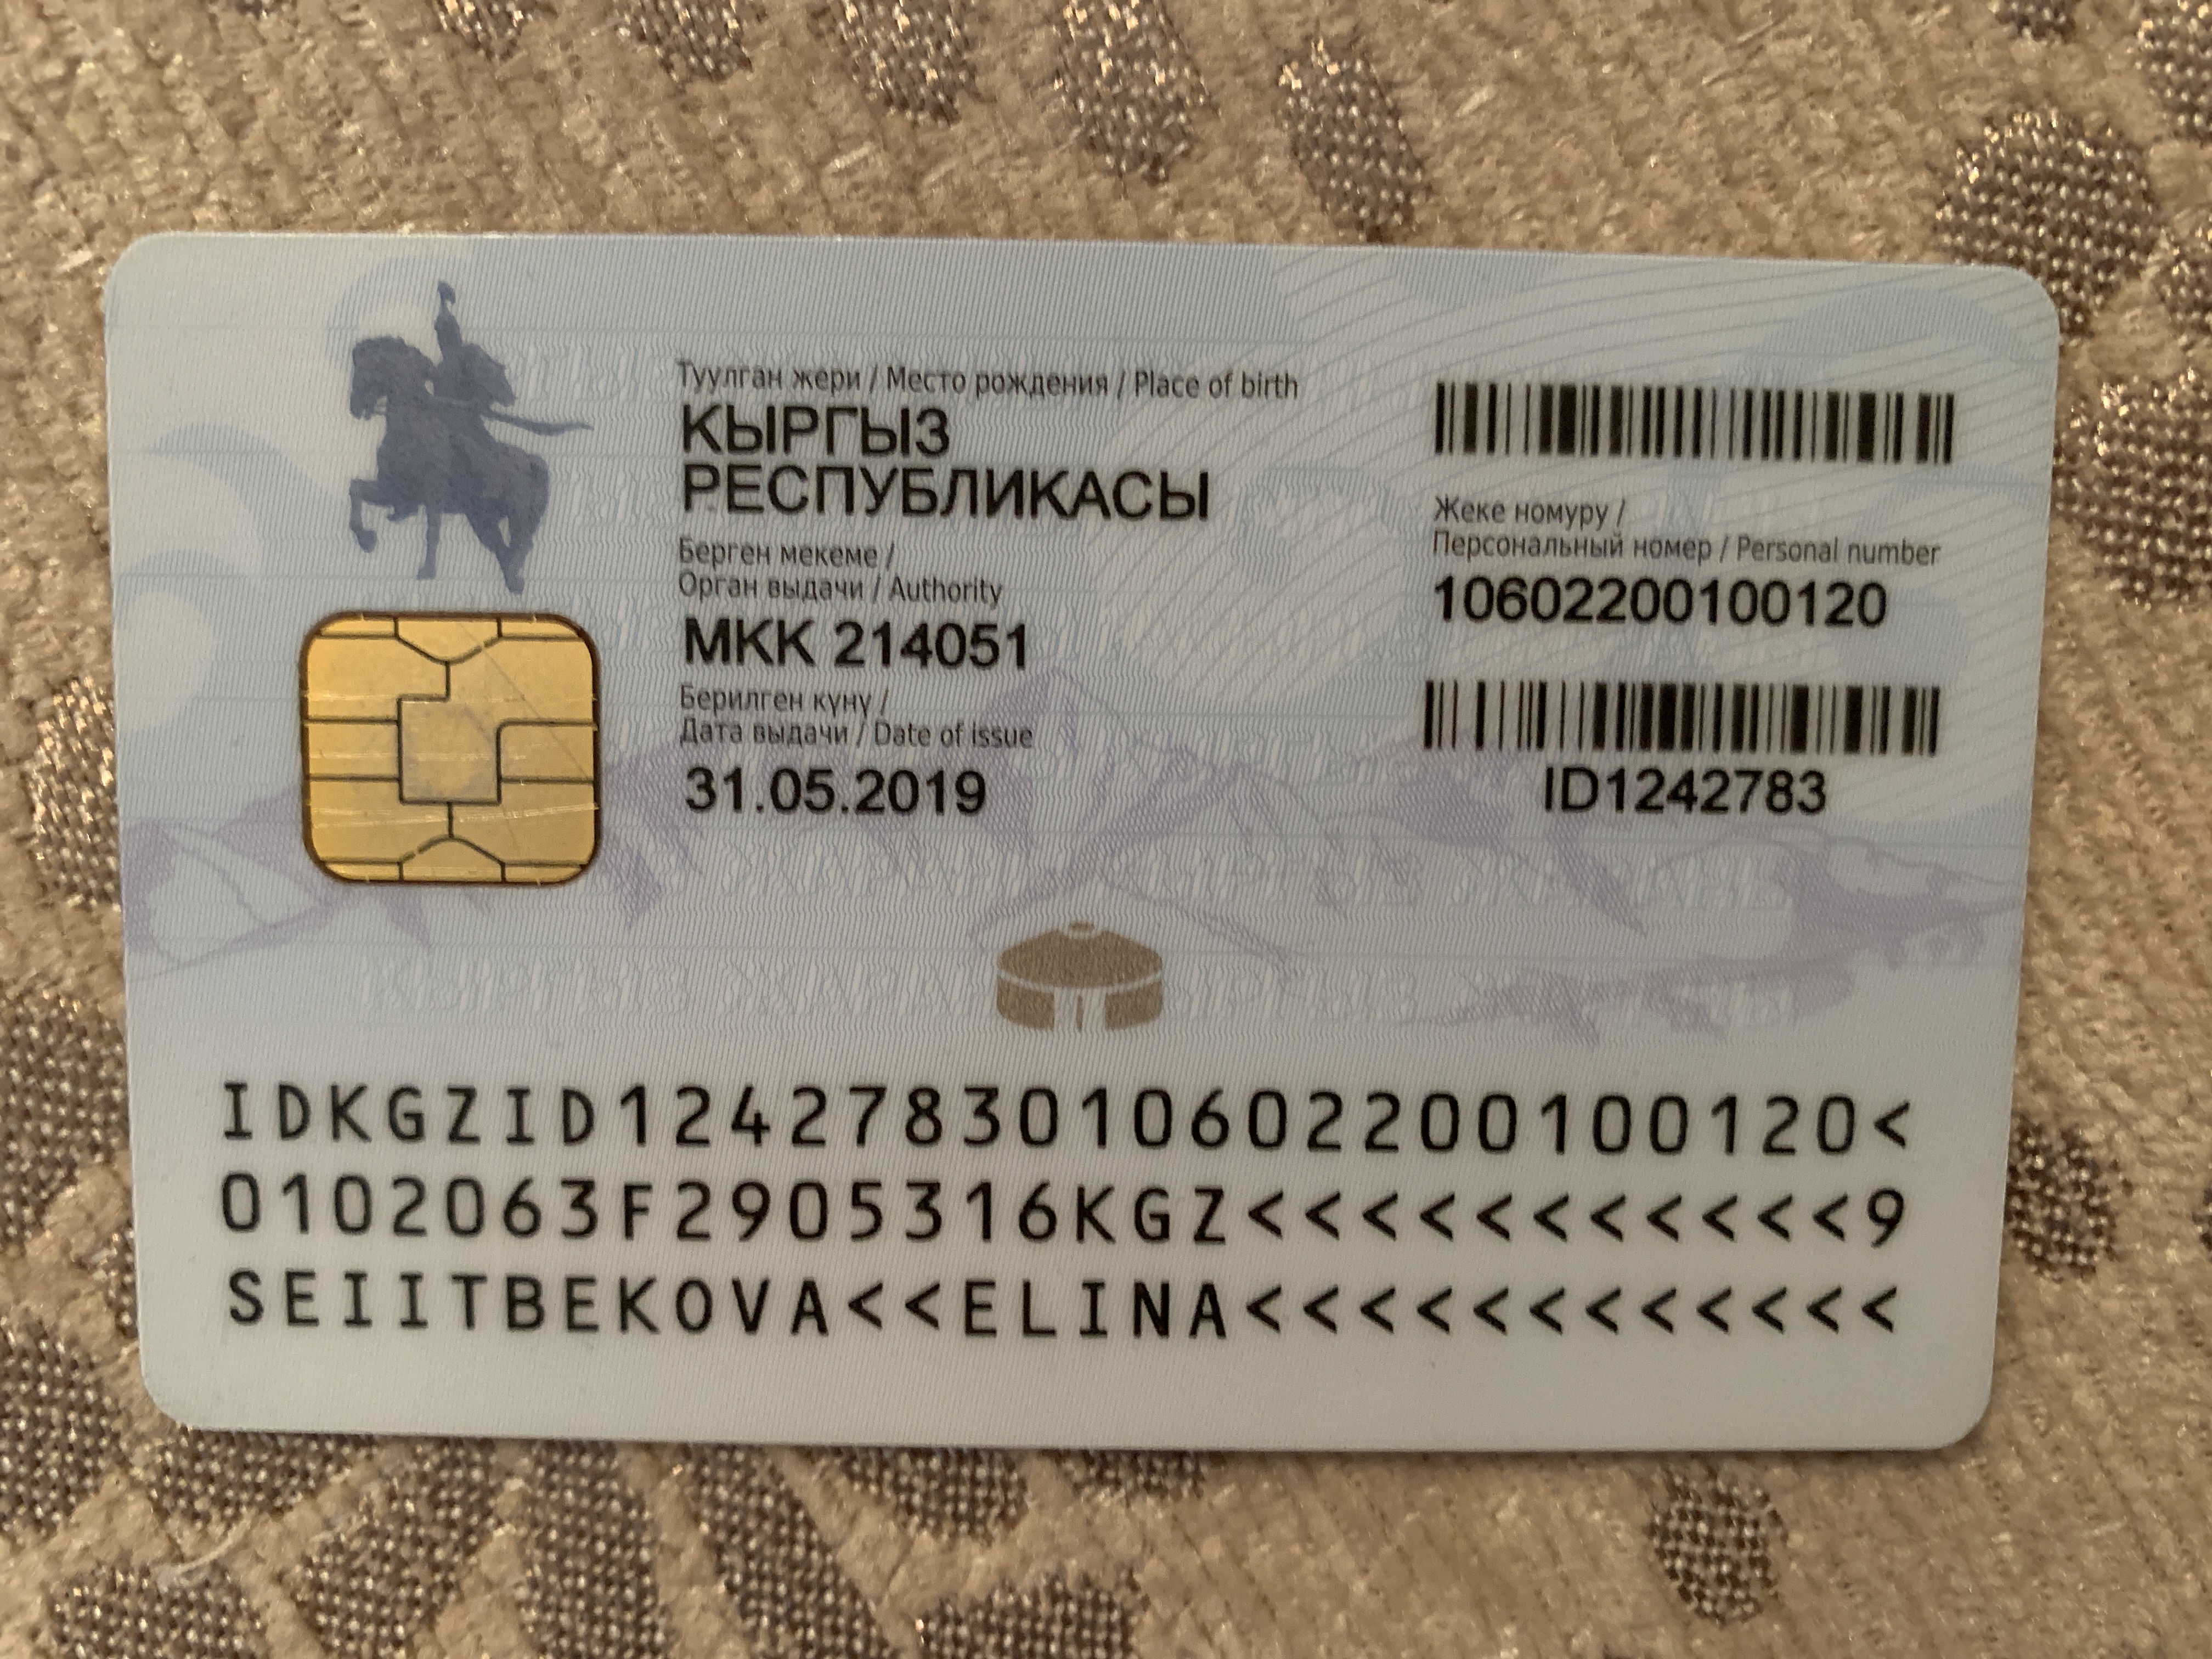 Туулган жери / Место рождения / Place of birth
КЫРГЫЗ
РЕСПУБЛИКАСЫ
Берген мекеме /
Орган выдачи / Authority
МКК 214051
Берилген күнү /
Дата выдачи / Date of issue
31.05.2019
Жеке номуру /
Персональный номер / Personal number
10602200100120
ID1242783
IDKGZID1242783010602200100120<
0102063F2905316KGZ<<<<<<<<<<<9
SEIITBEKOVA<<ELINA<<<<<<<<<<<<